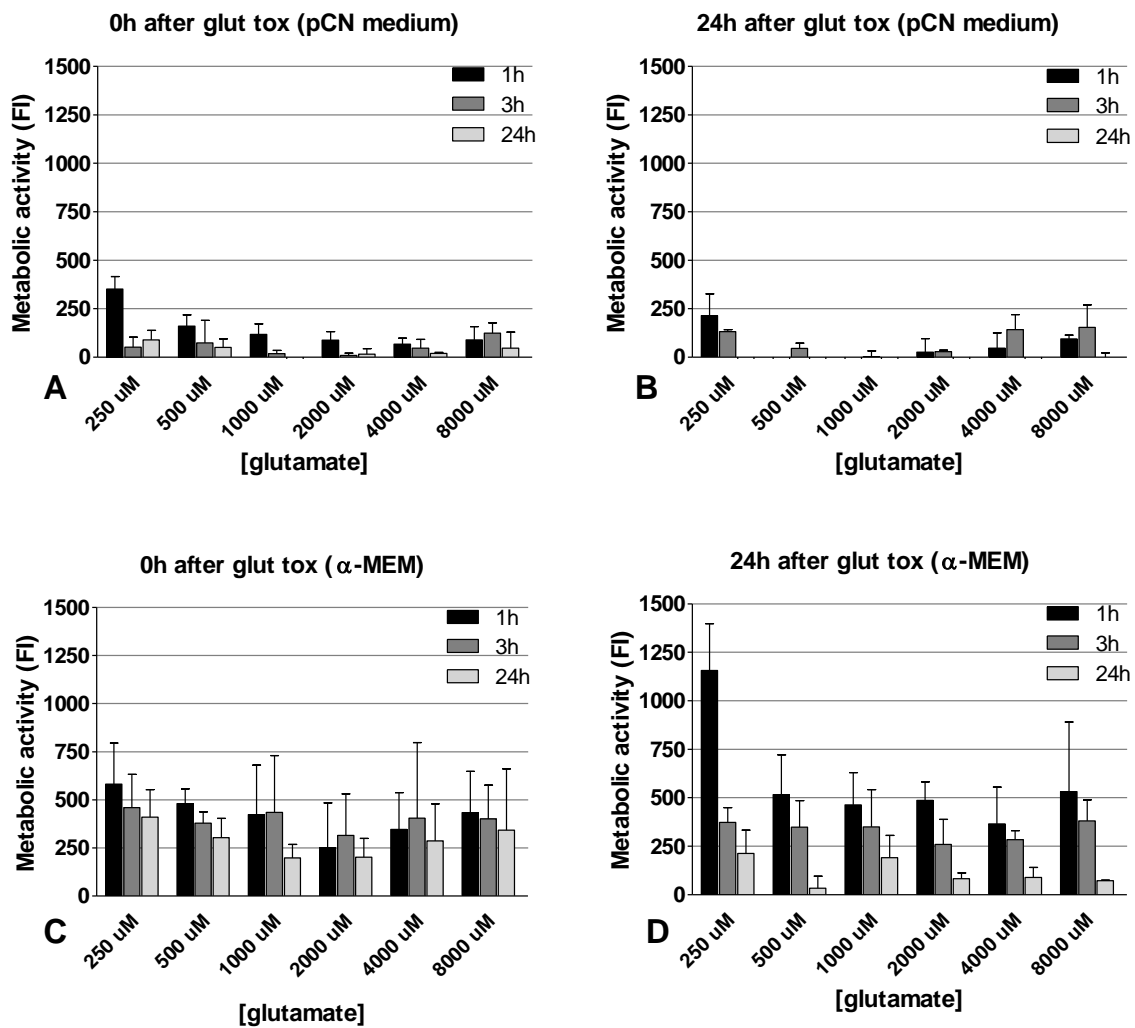 0h after glut tox (pCN medium)
Metabolic activity (FI)
1500
1250
1000
750
500
250
0
1h
3h
24h
A
250 uM
500 uM
1000 uM
2000 uM
4000 uM
8000 uM
[glutamate]
24h after glut tox (pCN medium)
Metabolic activity (FI)
1500
1250
1000
750
500
250
0
1h
3h
24h
B
250 uM
500 uM
1000 uM
2000 uM
4000 uM
8000 uM
[glutamate]
0h after glut tox (α-MEM)
Metabolic activity (FI)
1500
1250
1000
750
500
250
0
1h
3h
24h
C
250 uM
500 uM
1000 uM
2000 uM
4000 uM
8000 uM
[glutamate]
24h after glut tox (α-MEM)
Metabolic activity (FI)
1500
1250
1000
750
500
250
0
1h
3h
24h
D
250 uM
500 uM
1000 uM
2000 uM
4000 uM
8000 uM
[glutamate]